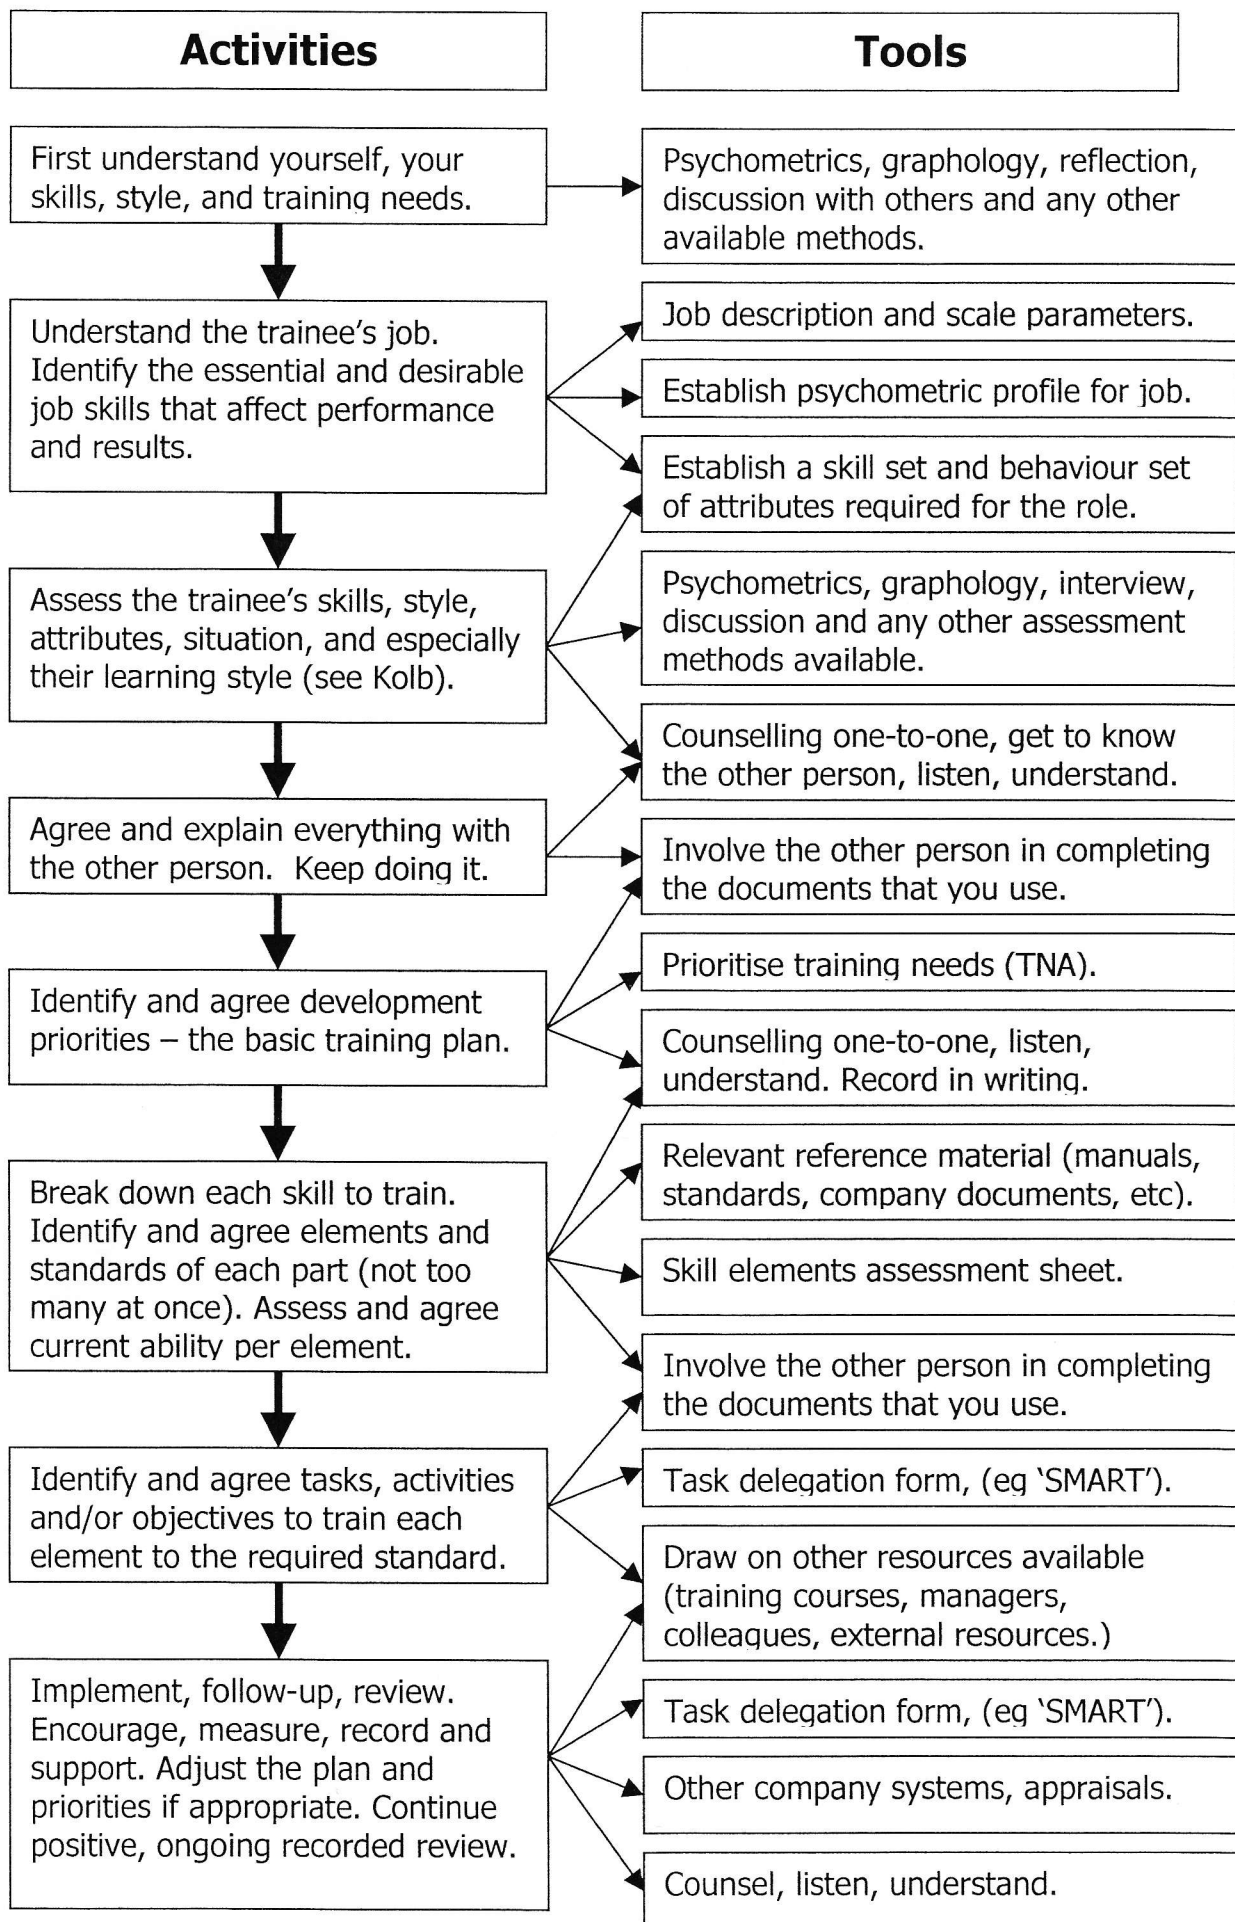 Activities
Tools
First understand yourself, your
skills, style, and training needs.
Psychometrics, graphology, reflection,
discussion with others and any other
available methods.
Understand the trainee's job.
Identify the essential and desirable
job skills that affect performance
and results.
Job description and scale parameters.
Establish psychometric profile for job.
Establish a skill set and behaviour set
of attributes required for the role.
Assess the trainee's skills, style,
attributes, situation, and especially
their learning style (see Kolb).
Psychometrics, graphology, interview,
discussion and any other assessment
methods available.
Counselling one-to-one, get to know
the other person, listen, understand.
Agree and explain everything with
the other person.  Keep doing it.
Involve the other person in completing
the documents that you use.
Identify and agree development
priorities – the basic training plan.
Prioritise training needs (TNA).
Counselling one-to-one, listen,
understand. Record in writing.
Break down each skill to train.
Identify and agree elements and
standards of each part (not too
many at once). Assess and agree
current ability per element.
Relevant reference material (manuals,
standards, company documents, etc).
Skill elements assessment sheet.
Involve the other person in completing
the documents that you use.
Identify and agree tasks, activities
and/or objectives to train each
element to the required standard.
Task delegation form, (eg ‘SMART’).
Draw on other resources available
(training courses, managers,
colleagues, external resources.)
Implement, follow-up, review.
Encourage, measure, record and
support. Adjust the plan and
priorities if appropriate. Continue
positive, ongoing recorded review.
Task delegation form, (eg ‘SMART’).
Other company systems, appraisals.
Counsel, listen, understand.